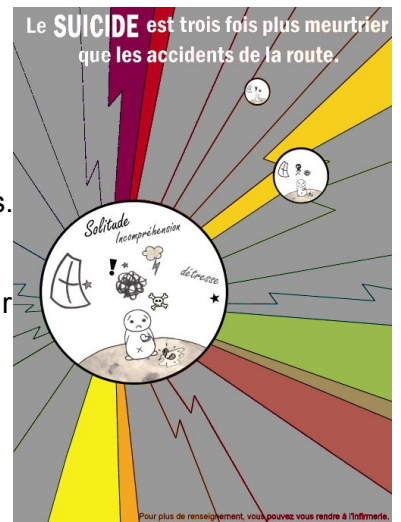 Le SUICIDE est trois fois plus meurtrier
que les accidents de la route.
s.
r
Solitude
Incompréhension
!
détresse
Pour plus de renseignement, vous pouvez vous rendre à l'infirmerie.